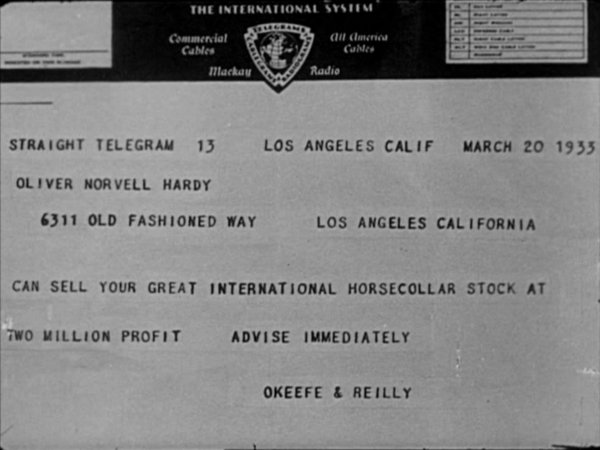 THE INTERNATIONAL SYSTEM
Commercial Cables
All America Cables
Mackay Radio
STRAIGHT TELEGRAM 13 LOS ANGELES CALIF MARCH 20 1933
OLIVER NORVELL HARDY
6311 OLD FASHIONED WAY LOS ANGELES CALIFORNIA
CAN SELL YOUR GREAT INTERNATIONAL HORSECOLLAR STOCK AT
TWO MILLION PROFIT ADVISE IMMEDIATELY
OKEEFE & REILLY